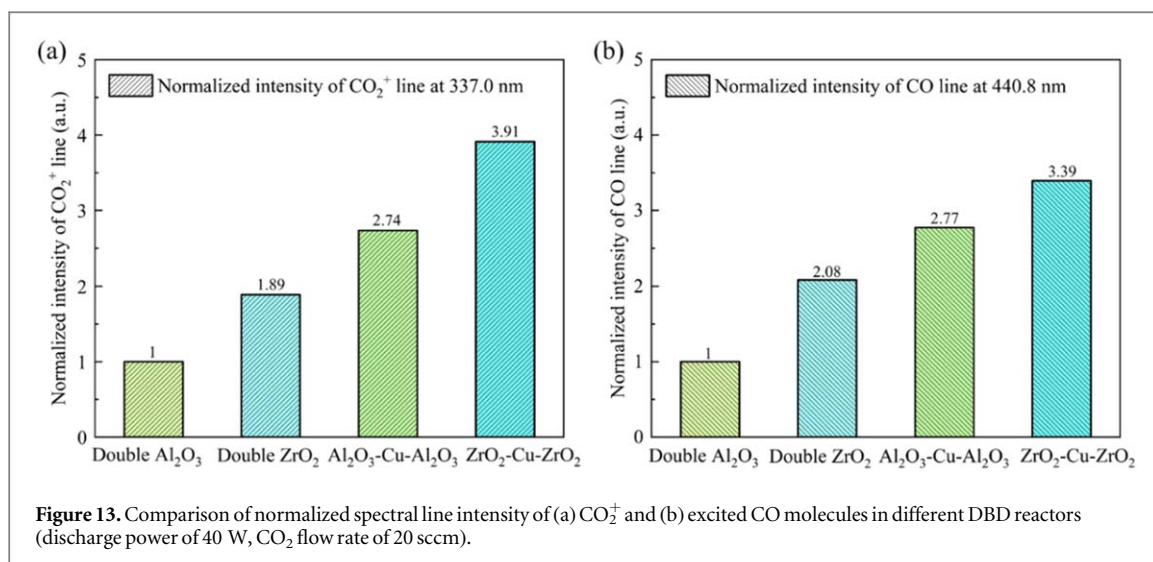 (a)
Normalized intensity of CO₂⁺ line (a.u.)
5
4
3
2
1
0
Normalized intensity of CO₂⁺ line at 337.0 nm
1
1.89
2.74
3.91
Double Al₂O₃
Double ZrO₂
Al₂O₃-Cu-Al₂O₃
ZrO₂-Cu-ZrO₂
(b)
Normalized intensity of CO line (a.u.)
5
4
3
2
1
0
Normalized intensity of CO line at 440.8 nm
1
2.08
2.77
3.39
Double Al₂O₃
Double ZrO₂
Al₂O₃-Cu-Al₂O₃
ZrO₂-Cu-ZrO₂
Figure 13. Comparison of normalized spectral line intensity of (a) CO₂⁺ and (b) excited CO molecules in different DBD reactors
(discharge power of 40 W, CO₂ flow rate of 20 sccm).